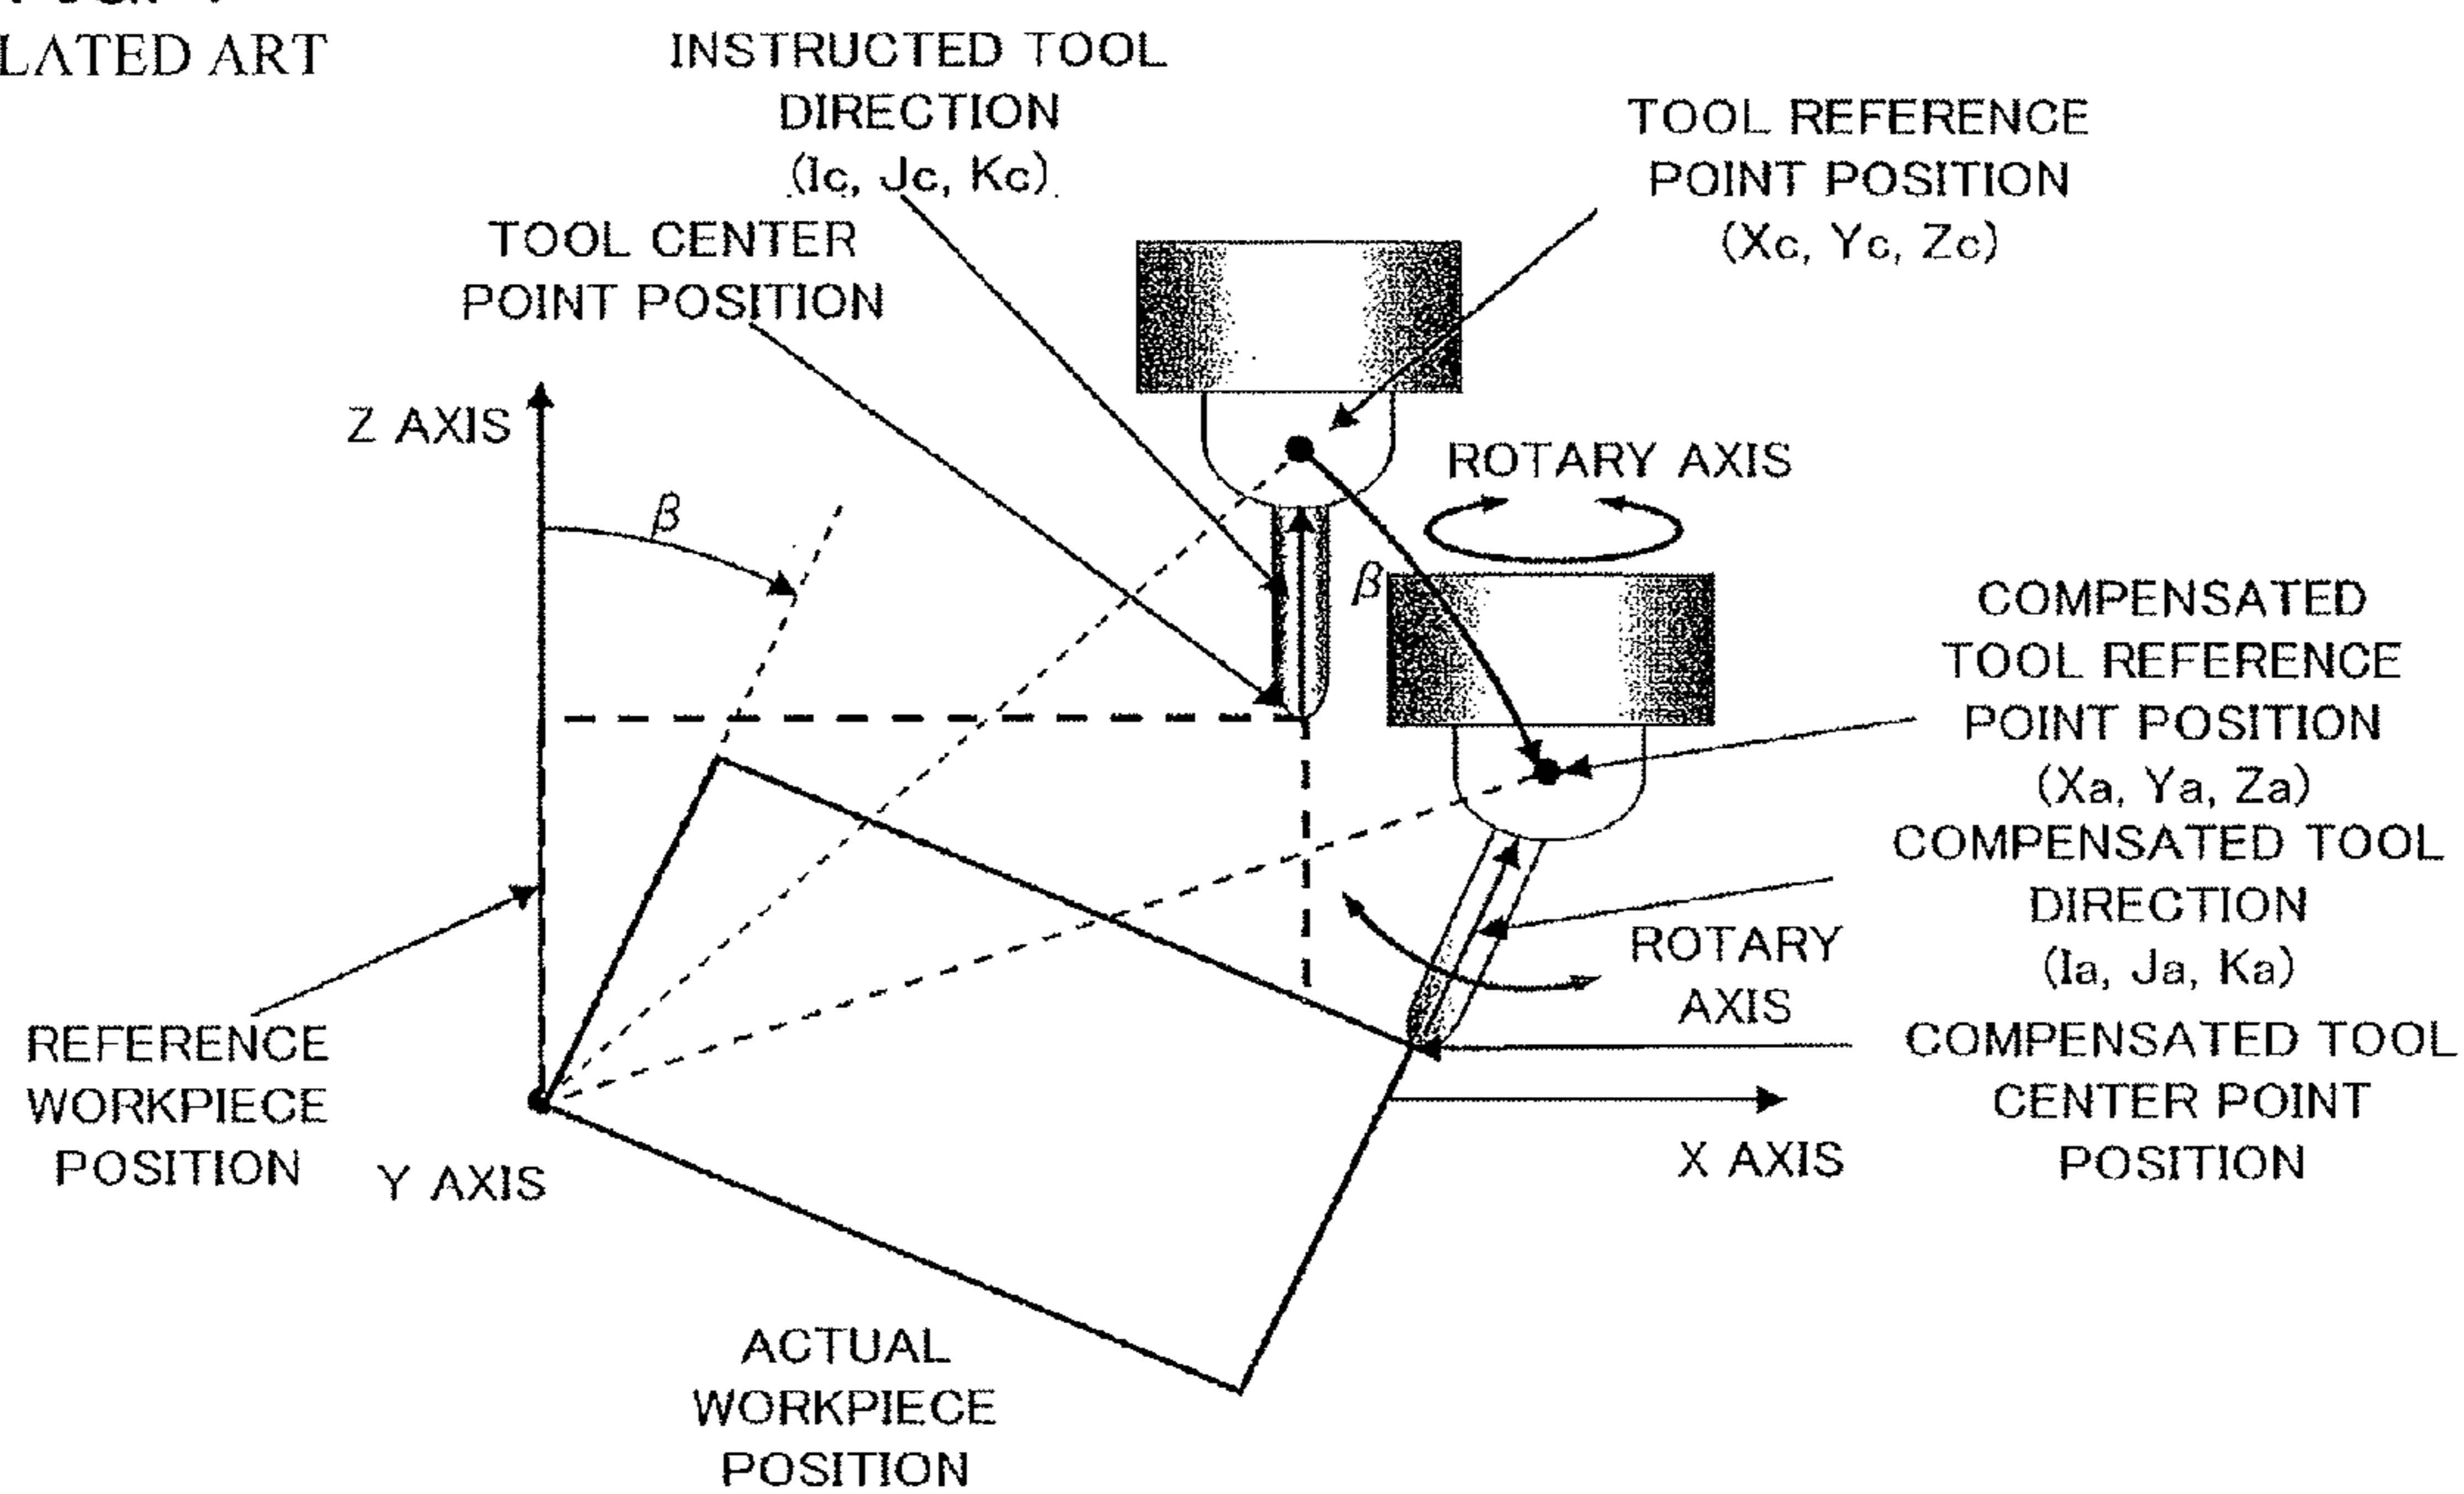 LATED ART
INSTRUCTED TOOL
DIRECTION
(Ic, Jc, Kc)
TOOL REFERENCE
POINT POSITION
(Xc, Yc, Zc)
TOOL CENTER
POINT POSITION
Z AXIS
β
ROTARY AXIS
β
COMPENSATED
TOOL REFERENCE
POINT POSITION
(Xa, Ya, Za)
COMPENSATED TOOL
DIRECTION
(Ia, Ja, Ka)
ROTARY
AXIS
REFERENCE
WORKPIECE
POSITION
COMPENSATED TOOL
CENTER POINT
POSITION
X AXIS
Y AXIS
ACTUAL
WORKPIECE
POSITION